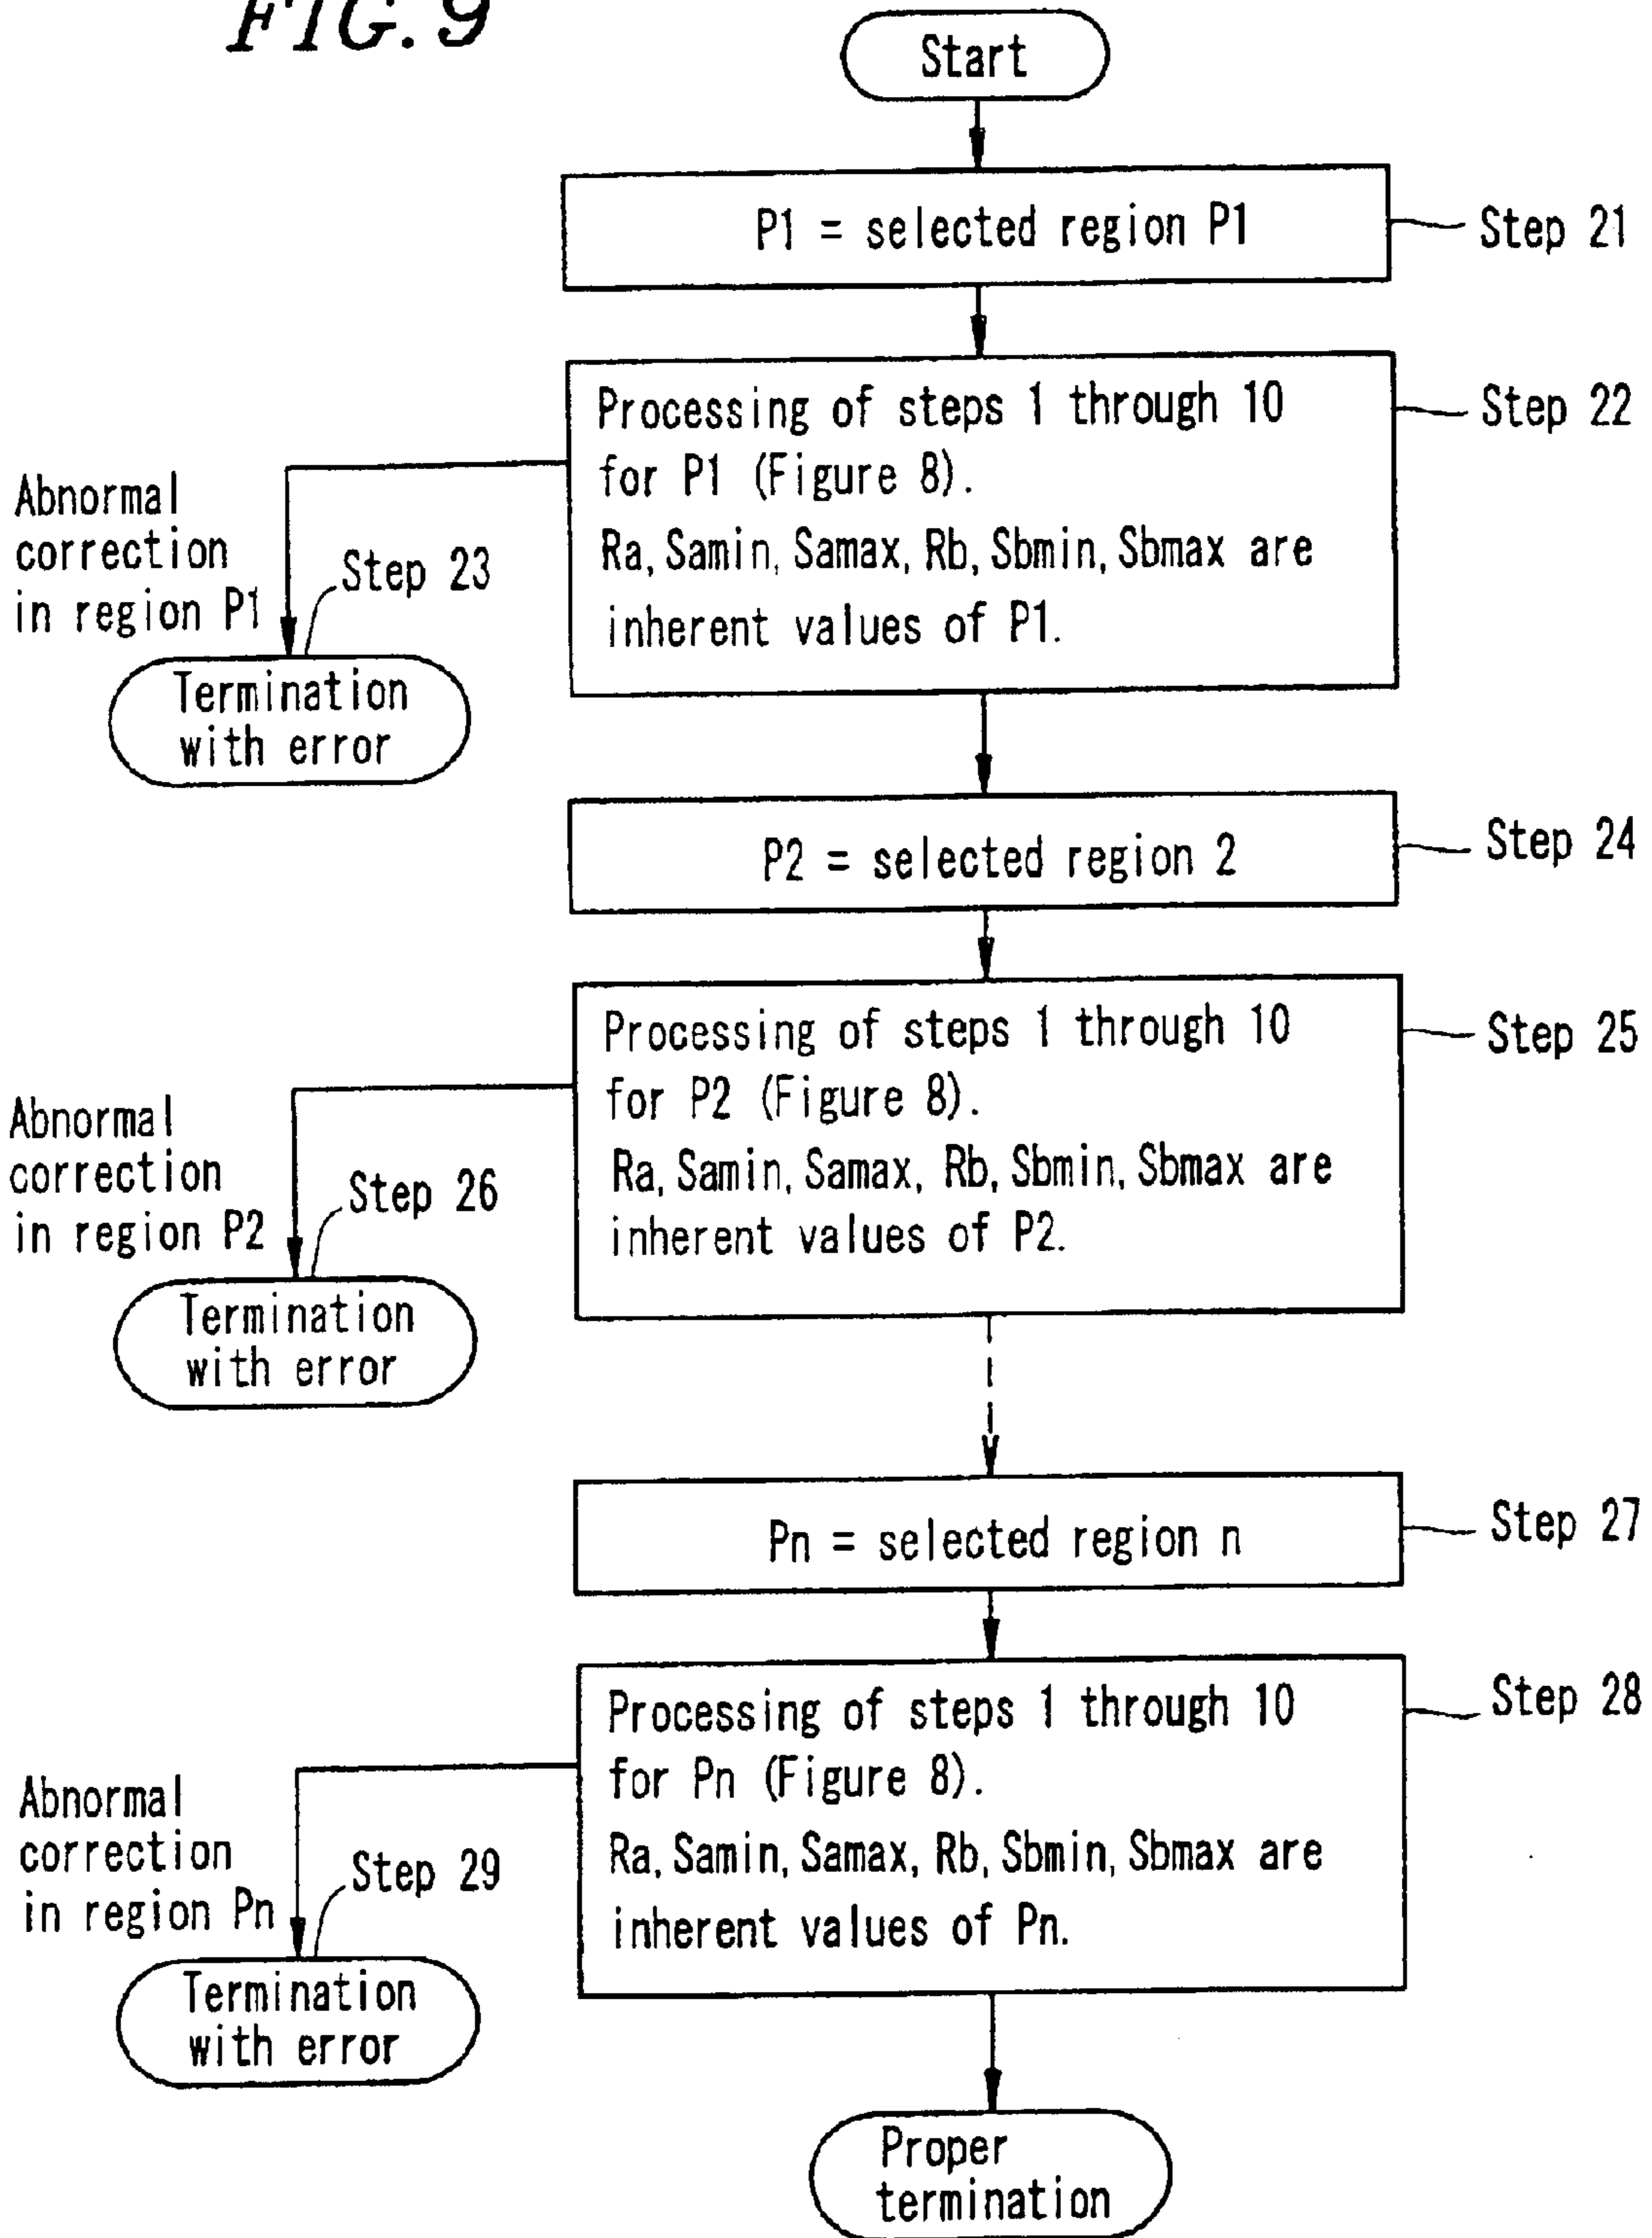 FIG. 9
Start
P1 = selected region P1
Step 21
Processing of steps 1 through 10
for P1 (Figure 8).
Ra, Samin, Samax, Rb, Sbmin, Sbmax are
inherent values of P1.
Step 22
Abnormal
correction
in region P1
Step 23
Termination
with error
P2 = selected region 2
Step 24
Processing of steps 1 through 10
for P2 (Figure 8).
Ra, Samin, Samax, Rb, Sbmin, Sbmax are
inherent values of P2.
Step 25
Abnormal
correction
in region P2
Step 26
Termination
with error
Pn = selected region n
Step 27
Processing of steps 1 through 10
for Pn (Figure 8).
Ra, Samin, Samax, Rb, Sbmin, Sbmax are
inherent values of Pn.
Step 28
Abnormal
correction
in region Pn
Step 29
Termination
with error
Proper
termination